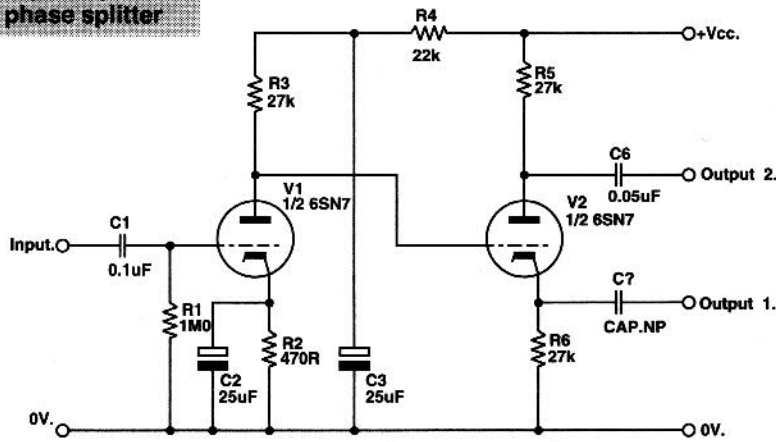 phase splitter
R4
22k
+Vcc.
R3
27k
R5
27k
C6
0.05uF
Output 2.
V1
1/2 6SN7
V2
1/2 6SN7
C1
0.1uF
Input.
C?
CAP.NP
Output 1.
R1
1M0
R2
470R
R6
27k
C2
25uF
C3
25uF
0V.
0V.